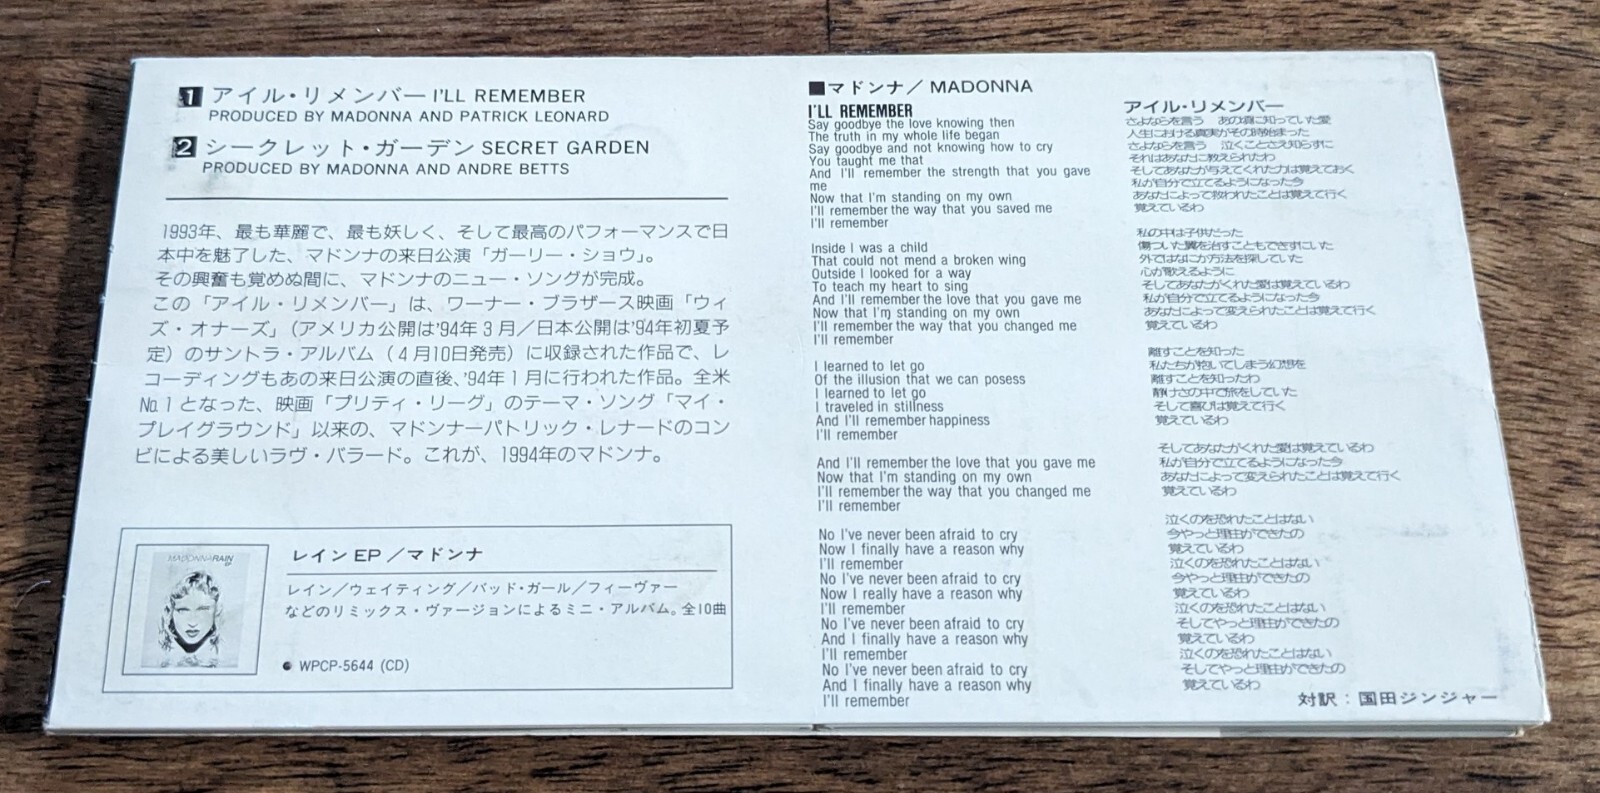 1 アイル・リメンバー I'LL REMEMBER
PRODUCED BY MADONNA AND PATRICK LEONARD
2 シークレット・ガーデン SECRET GARDEN
PRODUCED BY MADONNA AND ANDRE BETTS
1993年、最も華麗で、最も妖しく、そして最高のパフォーマンスで日
本中を魅了した、マドンナの来日公演「ガーリー・ショウ」。
その興奮も覚めぬ間に、マドンナのニュー・ソングが完成。
この「アイル・リメンバー」は、ワーナー・ブラザース映画「ウィ
ズ・オナーズ」（アメリカ公開は'94年3月／日本公開は'94年初夏予
定）のサントラ・アルバム（4月10日発売）に収録された作品で、レ
コーディングもあの来日公演の直後、'94年1月に行われた作品。全米
No.1となった、映画「プリティ・リーグ」のテーマ・ソング「マイ・
プレイグラウンド」以来の、マドンナーパトリック・レナードのコン
ビによる美しいラヴ・バラード。これが、1994年のマドンナ。
MADONNA RAIN
レインEP／マドンナ
レイン／ウェイティング／バッド・ガール／フィーヴァー
などのリミックス・ヴァージョンによるミニ・アルバム。全10曲
● WPCP-5644 (CD)
■マドンナ／MADONNA
I'LL REMEMBER
Say goodbye the love knowing then
The truth in my whole life began
Say goodbye and not knowing how to cry
You taught me that
And I'll remember the strength that you gave
me
Now that I'm standing on my own
I'll remember the way that you saved me
I'll remember
Inside I was a child
That could not mend a broken wing
Outside I looked for a way
To teach my heart to sing
And I'll remember the love that you gave me
Now that I'm standing on my own
I'll remember the way that you changed me
I'll remember
I learned to let go
Of the illusion that we can posess
I learned to let go
I traveled in stillness
And I'll remember happiness
I'll remember
And I'll remember the love that you gave me
Now that I'm standing on my own
I'll remember the way that you changed me
I'll remember
No I've never been afraid to cry
Now I finally have a reason why
I'll remember
No I've never been afraid to cry
Now I really have a reason why
I'll remember
No I've never been afraid to cry
And I finally have a reason why
I'll remember
No I've never been afraid to cry
And I finally have a reason why
I'll remember
アイル・リメンバー
さよならを言う　あの頃に知っていた愛
人生における真実がその時始まった
さよならを言う　泣くことさえ知らずに
それはあなたに教えられたわ
そしてあなたが与えてくれた力は覚えておく
私が自分で立てるようになった今
あなたによって救われたことは覚えて行く
覚えているわ
私の中は子供だった
傷ついた翼を治すこともできずにいた
外ではなにか方法を探していた
心が歌えるように
そしてあなたがくれた愛は覚えているわ
私が自分で立てるようになった今
あなたによって変えられたことは覚えて行く
覚えているわ
離すことを知った
私たちが抱いてしまう幻想を
離すことを知ったわ
静けさの中で旅をしていた
そして喜びは覚えて行く
覚えているわ
そしてあなたがくれた愛は覚えているわ
私が自分で立てるようになった今
あなたによって変えられたことは覚えて行く
覚えているわ
泣くのを恐れたことはない
今やっと理由ができたの
覚えているわ
泣くのを恐れたことはない
今やっと理由ができたの
覚えているわ
泣くのを恐れたことはない
そしてやっと理由ができたの
覚えているわ
泣くのを恐れたことはない
そしてやっと理由ができたの
覚えているわ
対訳：国田ジンジャー